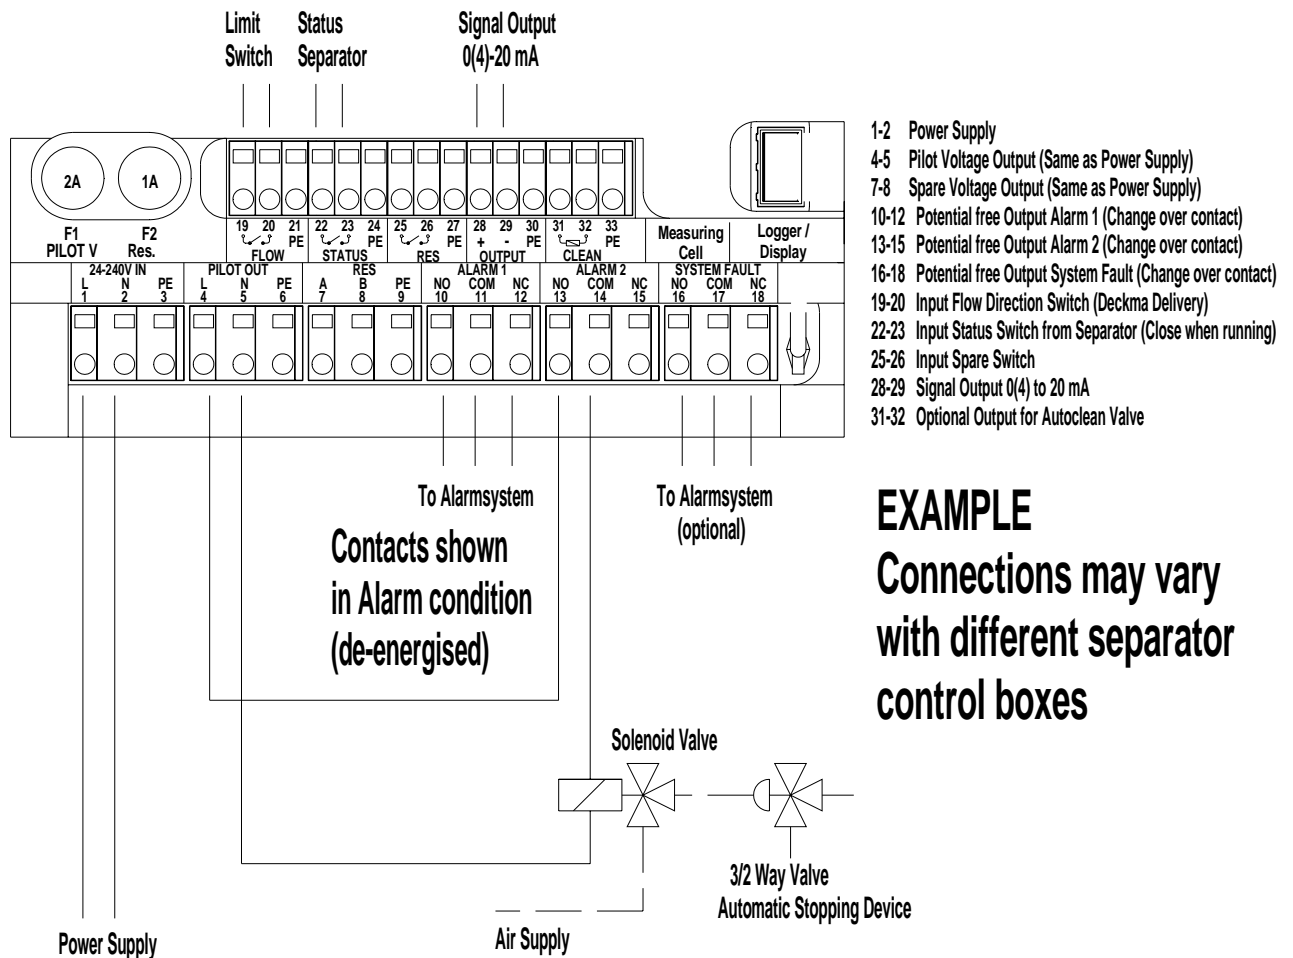 Limit Status Signal Output
Switch Separator 0(4)-20 mA
2A 1A
F1 F2
PILOT V Res.
19 20 21 22 23 24 25 26 27 28 29 30 31 32 33
PE PE PE + - PE PE
FLOW STATUS RES OUTPUT CLEAN
Measuring
Cell
Logger /
Display
24-240V IN PILOT OUT RES ALARM 1 ALARM 2 SYSTEM FAULT
L N PE L N PE A B PE NO COM NC NO COM NC NO COM NC
1 2 3 4 5 6 7 8 9 10 11 12 13 14 15 16 17 18
1-2 Power Supply
4-5 Pilot Voltage Output (Same as Power Supply)
7-8 Spare Voltage Output (Same as Power Supply)
10-12 Potential free Output Alarm 1 (Change over contact)
13-15 Potential free Output Alarm 2 (Change over contact)
16-18 Potential free Output System Fault (Change over contact)
19-20 Input Flow Direction Switch (Deckma Delivery)
22-23 Input Status Switch from Separator (Close when running)
25-26 Input Spare Switch
28-29 Signal Output 0(4) to 20 mA
31-32 Optional Output for Autoclean Valve
To Alarmsystem
To Alarmsystem
(optional)
Contacts shown
in Alarm condition
(de-energised)
EXAMPLE
Connections may vary
with different separator
control boxes
Solenoid Valve
3/2 Way Valve
Automatic Stopping Device
Power Supply
Air Supply